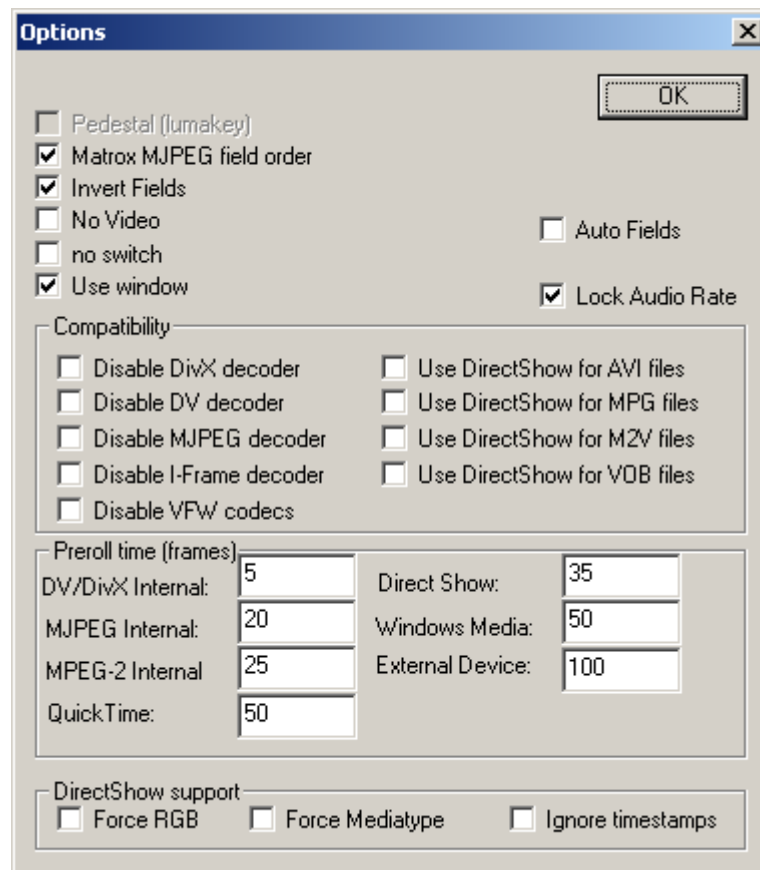 Options
OK
Pedestal (lumakey)
Matrox MJPEG field order
Invert Fields
No Video
no switch
Use window
Auto Fields
Lock Audio Rate
Compatibility
Disable DivX decoder
Disable DV decoder
Disable MJPEG decoder
Disable I-Frame decoder
Disable VFW codecs
Use DirectShow for AVI files
Use DirectShow for MPG files
Use DirectShow for M2V files
Use DirectShow for VOB files
Preroll time (frames)
DV/DivX Internal: 5
MJPEG Internal: 20
MPEG-2 Internal 25
QuickTime: 50
Direct Show: 35
Windows Media: 50
External Device: 100
DirectShow support
Force RGB
Force Mediatype
Ignore timestamps